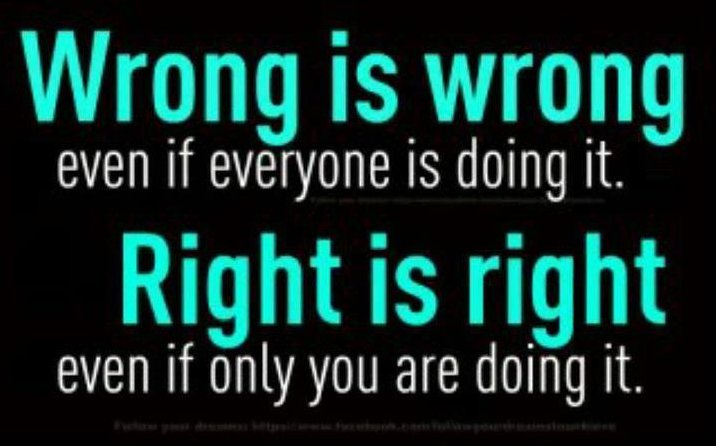 Wrong is wrong
even if everyone is doing it.
Right is right
even if only you are doing it.